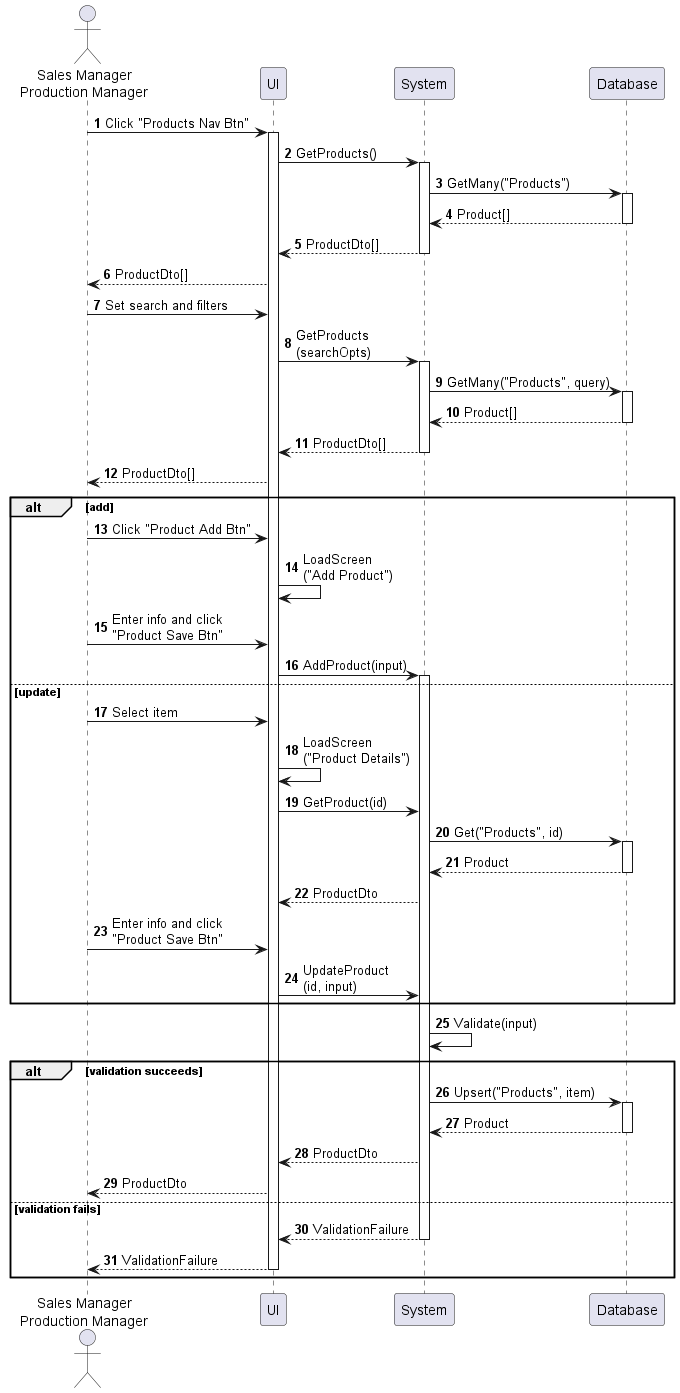 Sales Manager
Production Manager
UI
System
Database
1 Click "Products Nav Btn"
2 GetProducts()
3 GetMany("Products")
4 Product[]
5 ProductDto[]
6 ProductDto[]
7 Set search and filters
8 GetProducts
(searchOpts)
9 GetMany("Products", query)
10 Product[]
11 ProductDto[]
12 ProductDto[]
alt [add]
13 Click "Product Add Btn"
14 LoadScreen
("Add Product")
15 Enter info and click
"Product Save Btn"
16 AddProduct(input)
[update]
17 Select item
18 LoadScreen
("Product Details")
19 GetProduct(id)
20 Get("Products", id)
21 Product
22 ProductDto
23 Enter info and click
"Product Save Btn"
24 UpdateProduct
(id, input)
25 Validate(input)
alt [validation succeeds]
26 Upsert("Products", item)
27 Product
28 ProductDto
29 ProductDto
[validation fails]
30 ValidationFailure
31 ValidationFailure
Sales Manager
Production Manager
UI
System
Database